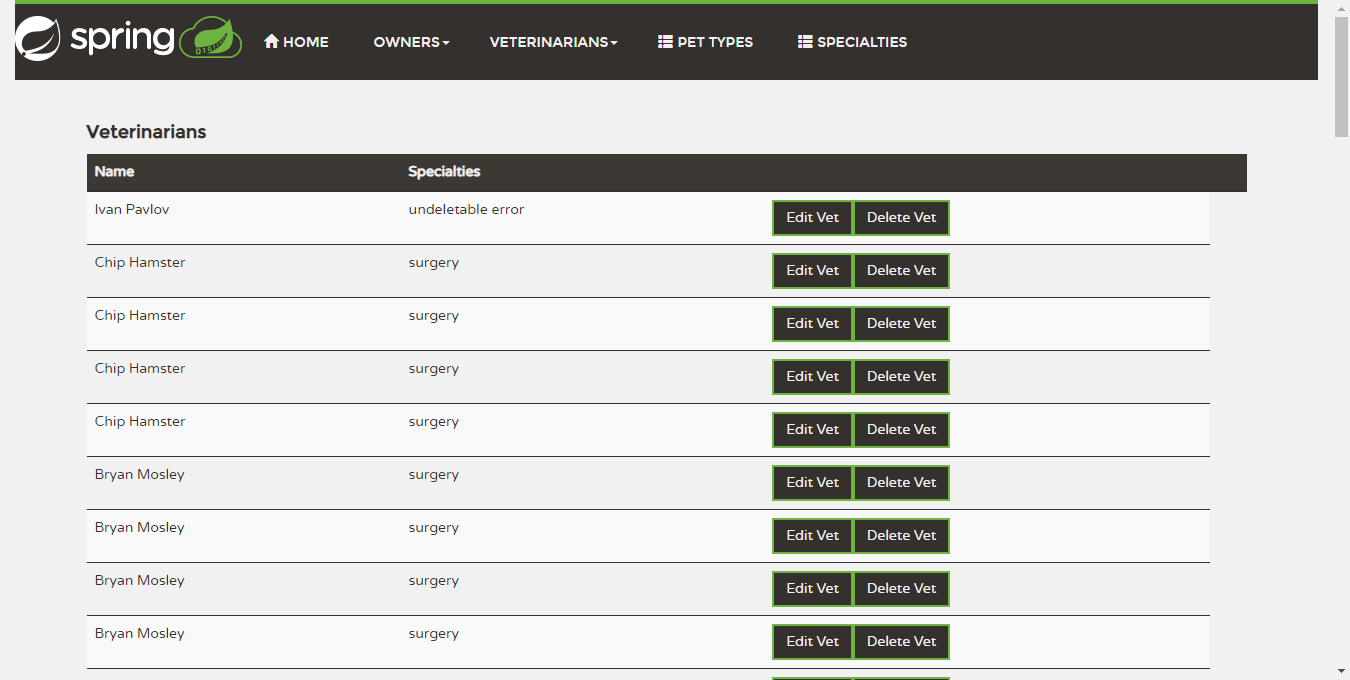 spring HOME OWNERS VETERINARIANS PET TYPES SPECIALTIES
Veterinarians
Name Specialties
Ivan Pavlov undeletable error Edit Vet Delete Vet
Chip Hamster surgery Edit Vet Delete Vet
Chip Hamster surgery Edit Vet Delete Vet
Chip Hamster surgery Edit Vet Delete Vet
Chip Hamster surgery Edit Vet Delete Vet
Bryan Mosley surgery Edit Vet Delete Vet
Bryan Mosley surgery Edit Vet Delete Vet
Bryan Mosley surgery Edit Vet Delete Vet
Bryan Mosley surgery Edit Vet Delete Vet